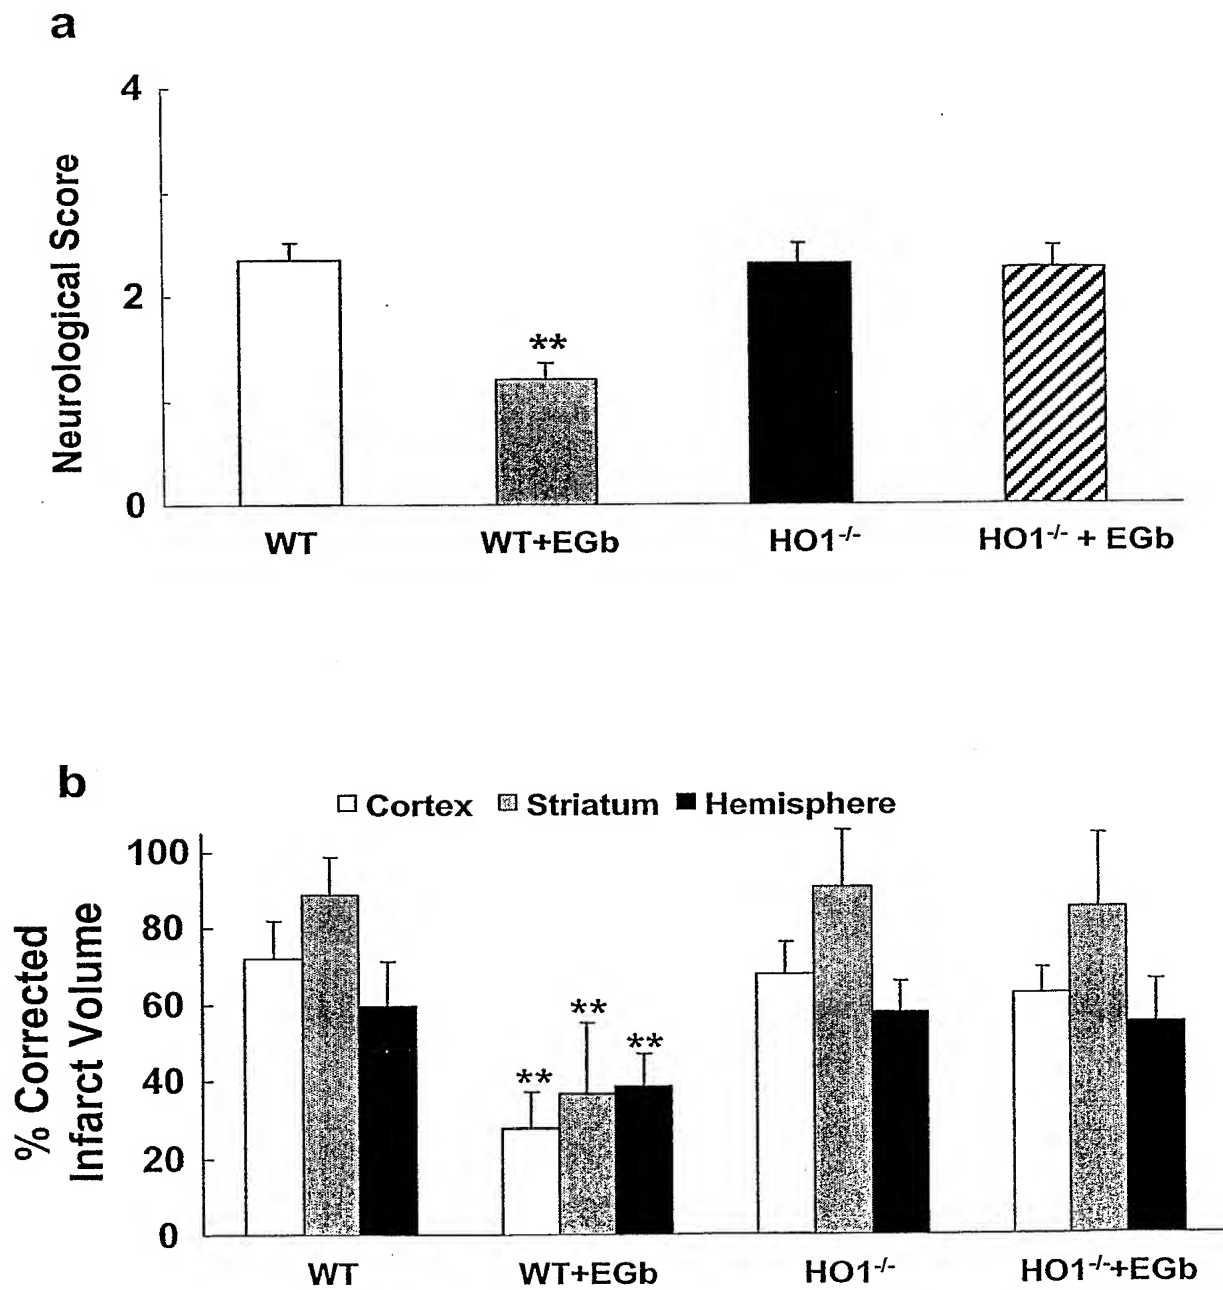 a
4
2
0
Neurological Score
**
WT
WT+EGb
HO1-/-
HO1-/- + EGb
b
Cortex
Striatum
Hemisphere
100
80
60
40
20
0
% Corrected
Infarct Volume
**
**
**
WT
WT+EGb
HO1-/-
HO1-/-+EGb